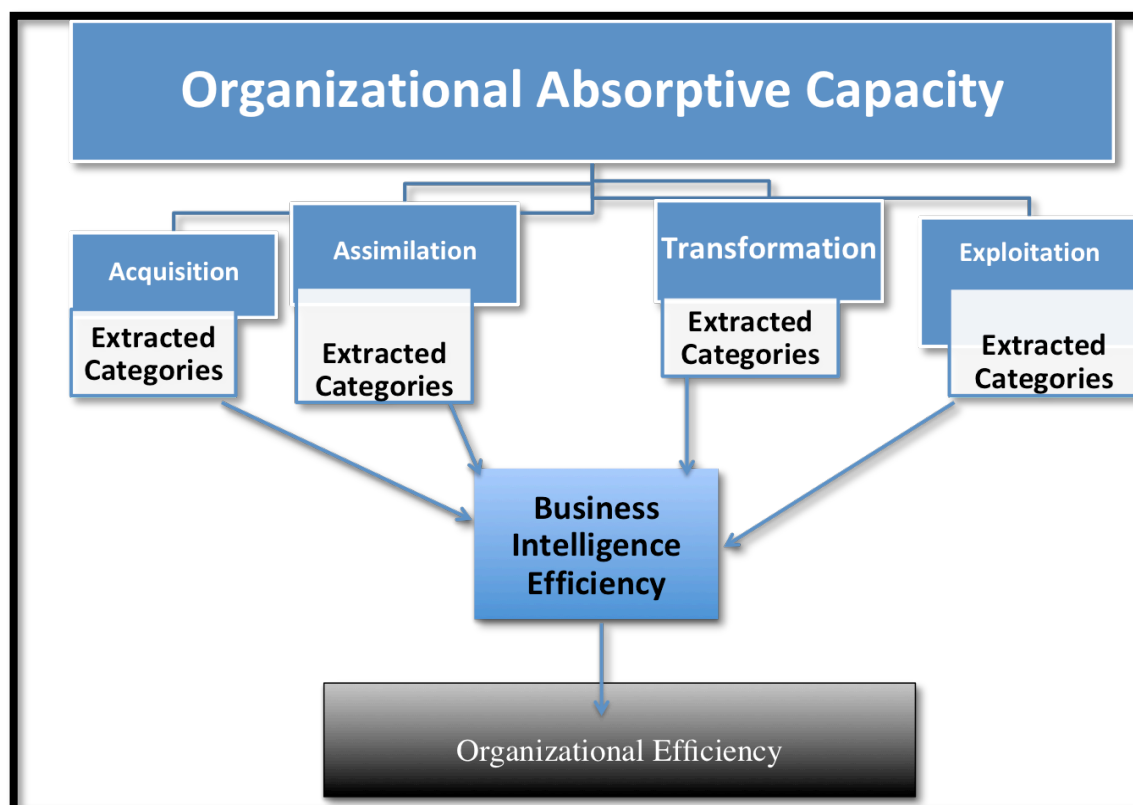 Organizational Absorptive Capacity
Acquisition
Assimilation
Transformation
Exploitation
Extracted
Categories
Extracted
Categories
Extracted
Categories
Extracted
Categories
Business
Intelligence
Efficiency
Organizational Efficiency